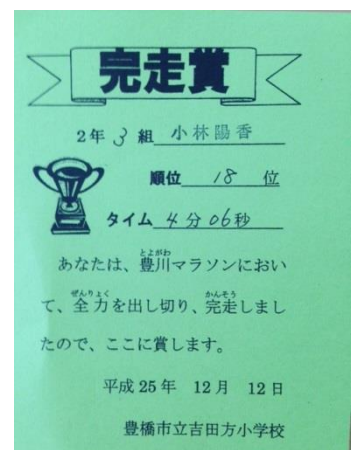 完走賞
2年 3 組 小林陽香
順位 18 位
タイム 4分06秒
とよがわ
あなたは、豊川マラソンにおい
ぜんりょく かんそう
て、全力を出し切り、完走しまし
たので、ここに賞します。
平成25年 12月 12日
豊橋市立吉田方小学校